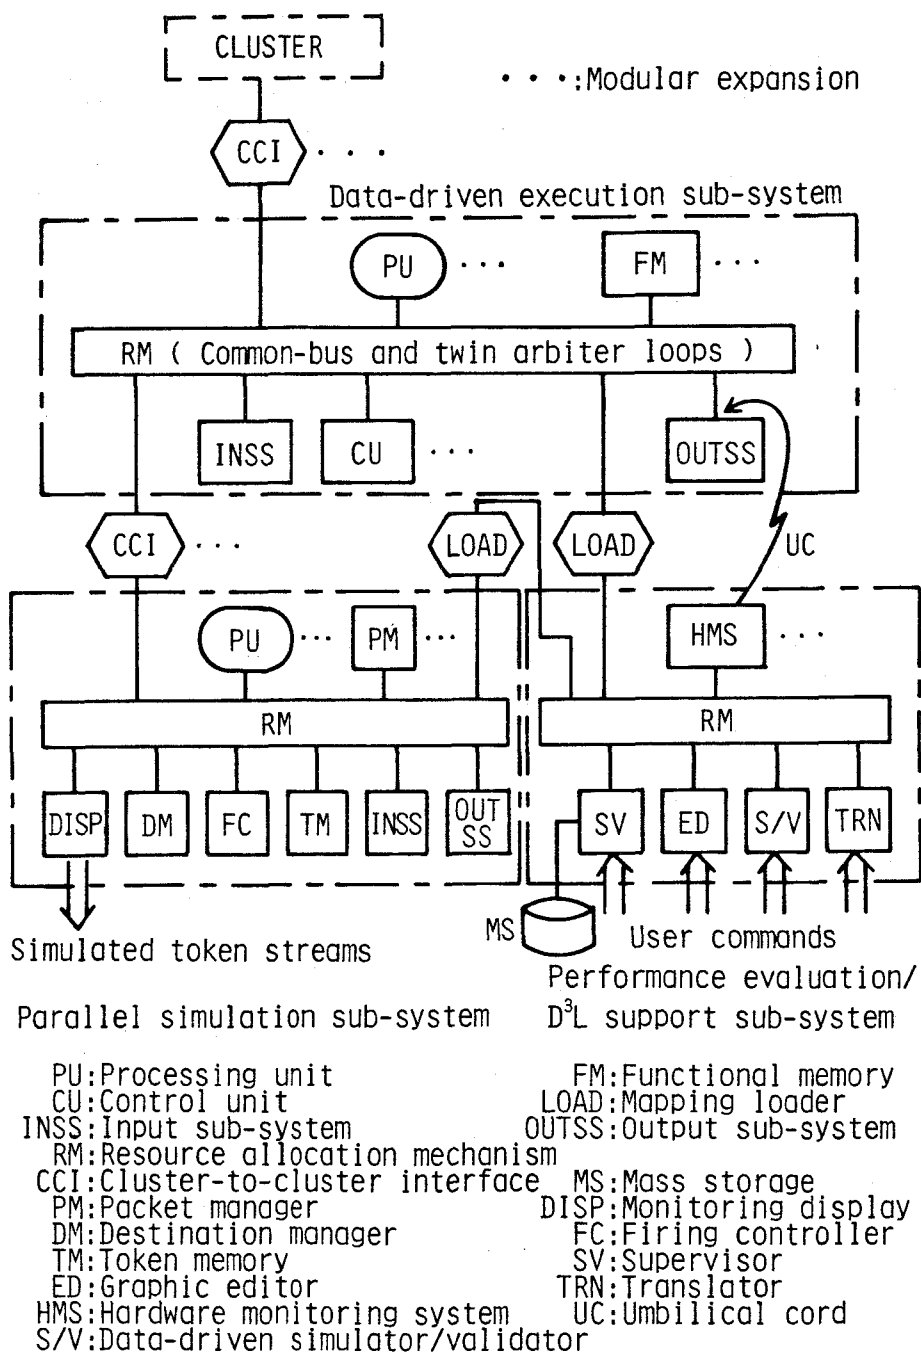 CLUSTER
· · ·:Modular expansion
CCI · · ·
Data-driven execution sub-system
PU ··· FM ···
RM ( Common-bus and twin arbiter loops )
INSS CU ··· OUTSS
CCI ··· LOAD LOAD UC
PU ··· PM ··· HMS ···
RM RM
DISP DM FC TM INSS OUT SS SV ED S/V TRN
MS User commands
Simulated token streams
Performance evaluation/
Parallel simulation sub-system D³L support sub-system
PU:Processing unit FM:Functional memory
CU:Control unit LOAD:Mapping loader
INSS:Input sub-system OUTSS:Output sub-system
RM:Resource allocation mechanism
CCI:Cluster-to-cluster interface MS:Mass storage
PM:Packet manager DISP:Monitoring display
DM:Destination manager FC:Firing controller
TM:Token memory SV:Supervisor
ED:Graphic editor TRN:Translator
HMS:Hardware monitoring system UC:Umbilical cord
S/V:Data-driven simulator/validator